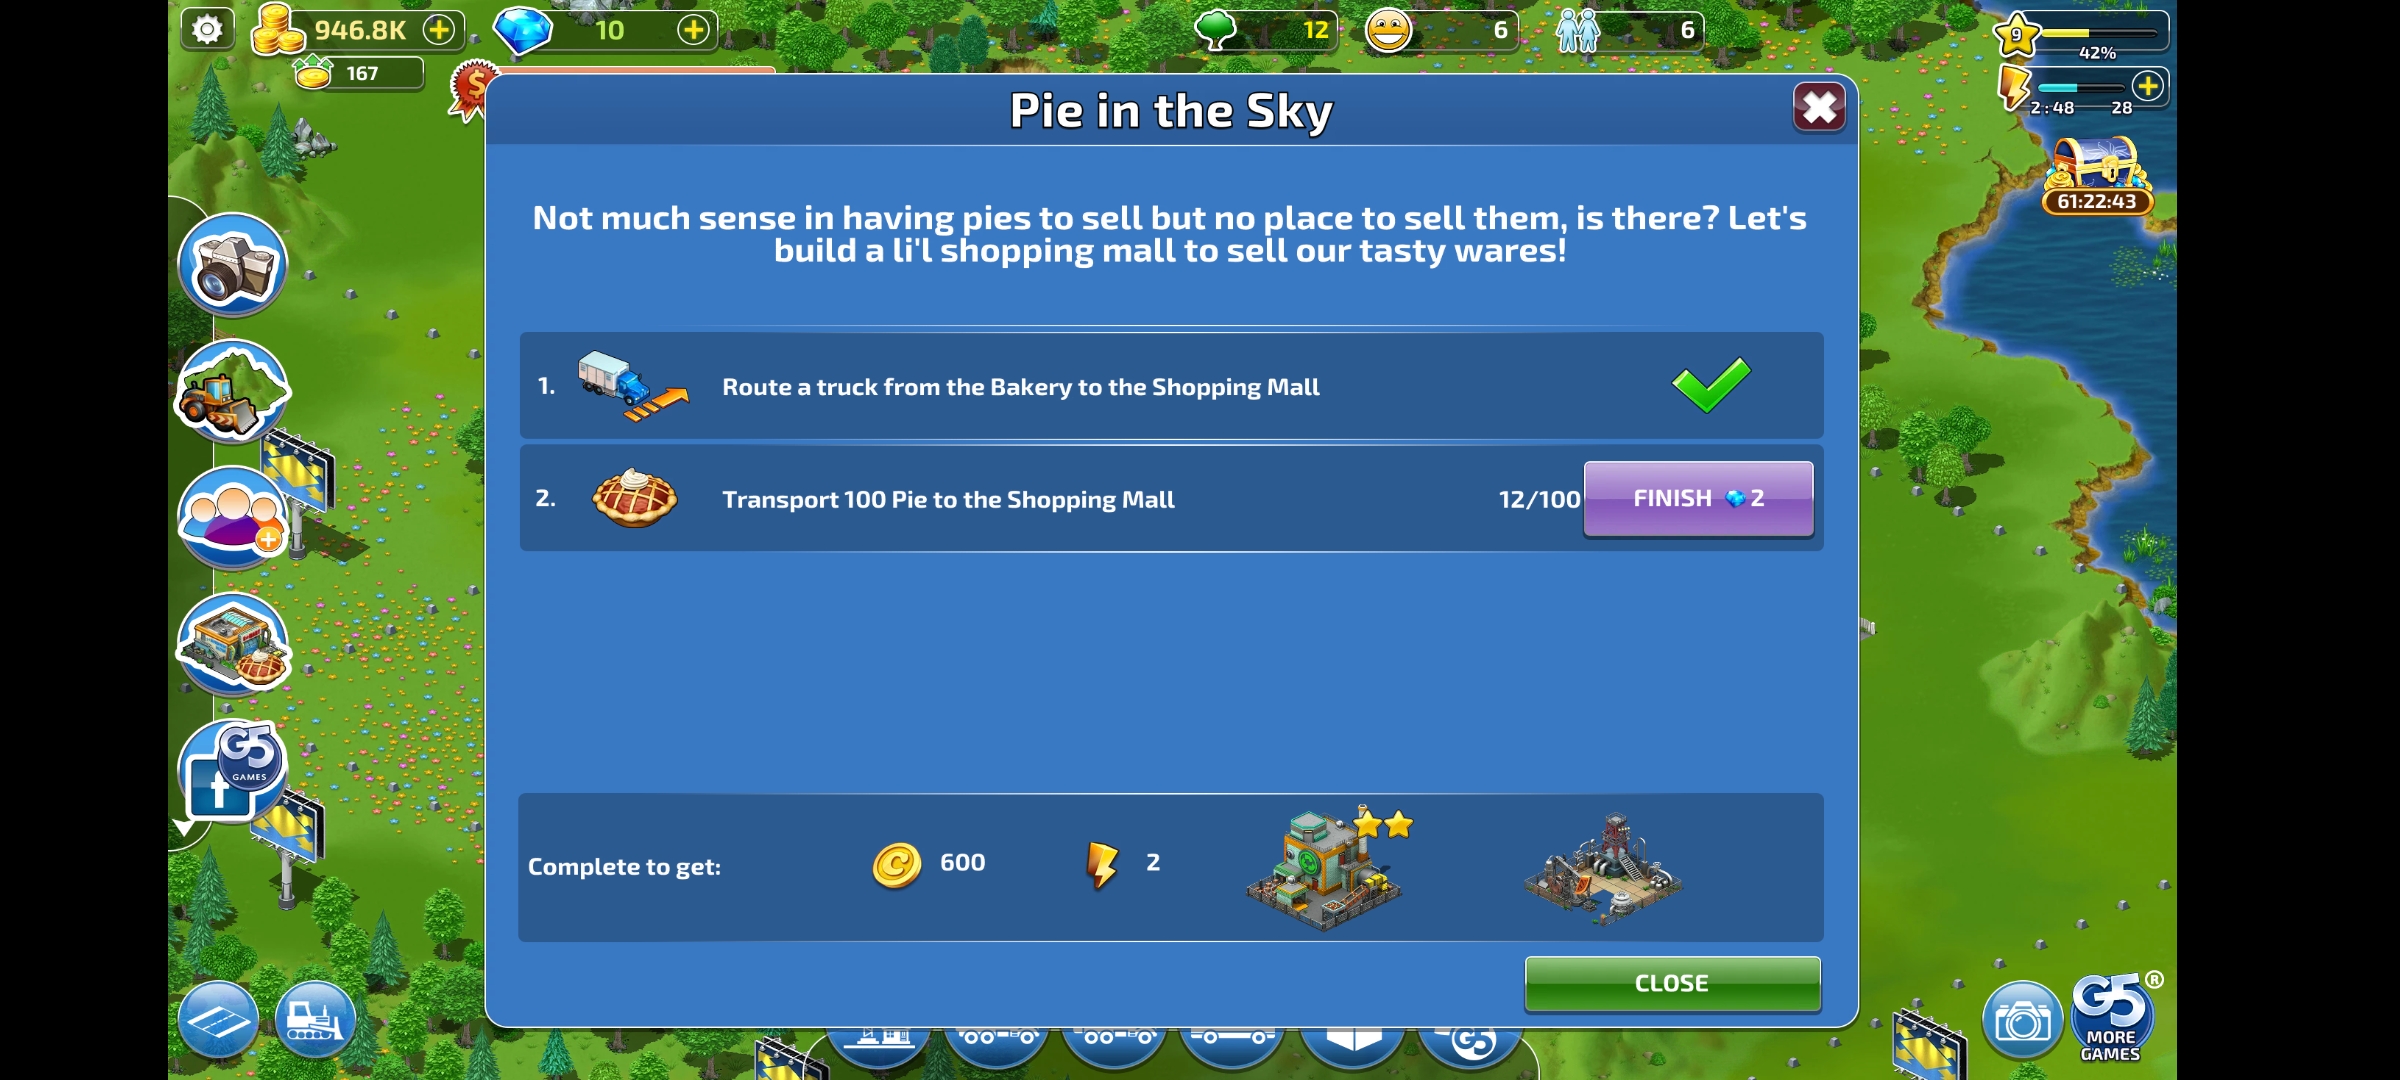 946.8K
10
12
6
6
9
42%
167
2:48
28
61:22:43
Pie in the Sky
Not much sense in having pies to sell but no place to sell them, is there? Let's
build a li'l shopping mall to sell our tasty wares!
1.
Route a truck from the Bakery to the Shopping Mall
2.
Transport 100 Pie to the Shopping Mall
12/100
FINISH 2
G5
GAMES
f
Complete to get:
600
2
CLOSE
G5
G5®
MORE
GAMES